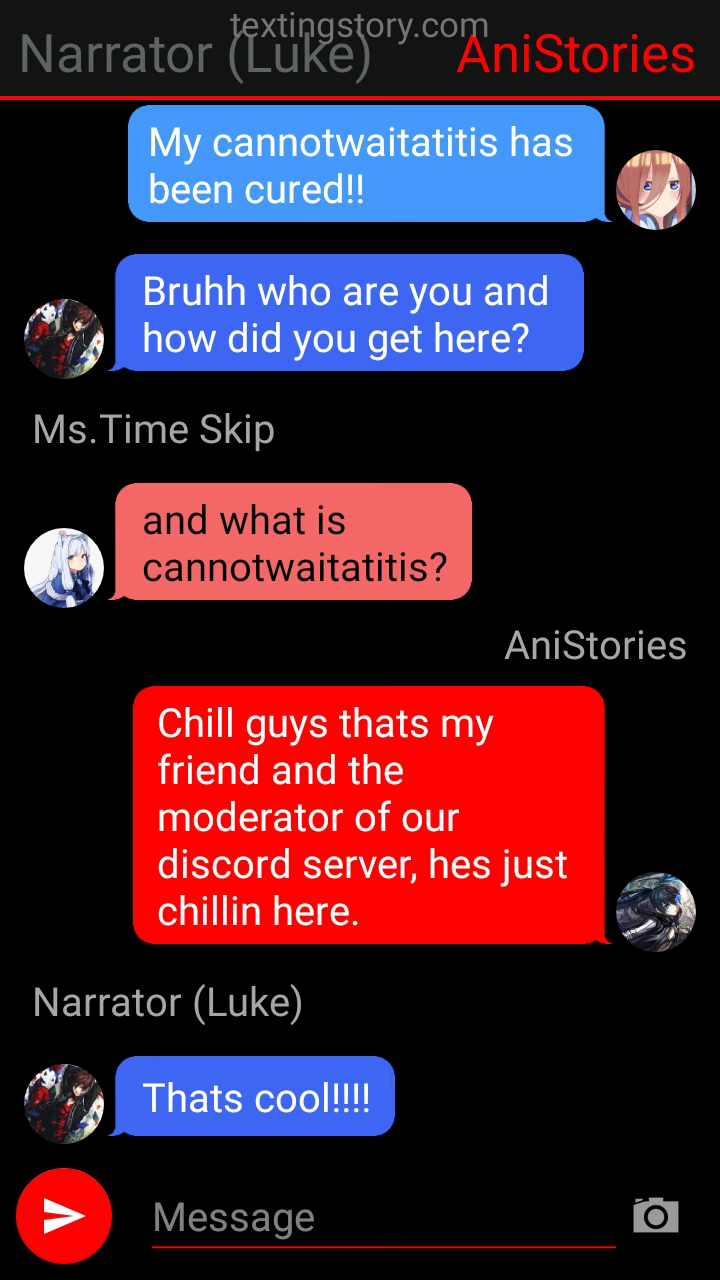 textingstory.com
Narrator (Luke)
AniStories
My cannotwaitatitis has
been cured!!
Bruhh who are you and
how did you get here?
Ms.Time Skip
and what is
cannotwaitatitis?
AniStories
Chill guys thats my
friend and the
moderator of our
discord server, hes just
chillin here.
Narrator (Luke)
Thats cool!!!!
Message